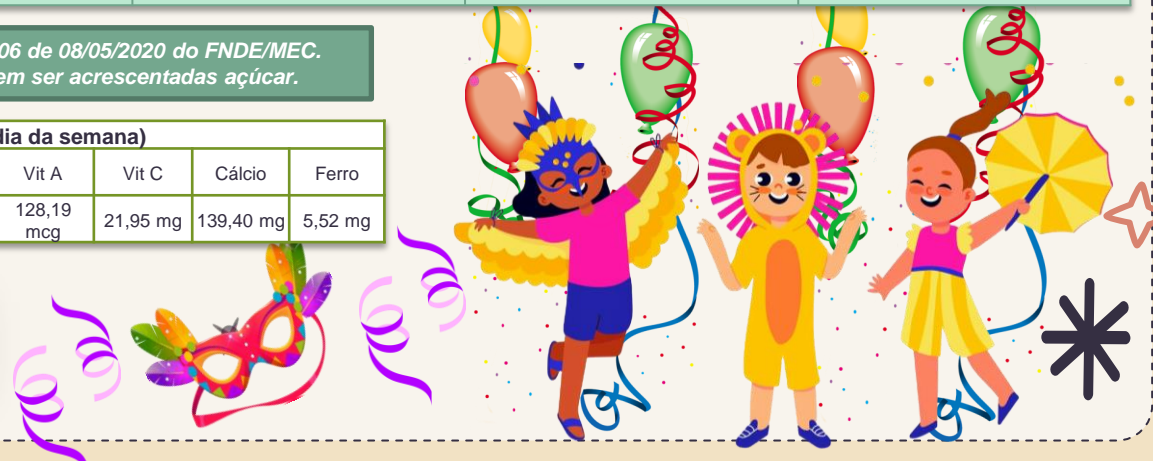 06 de 08/05/2020 do FNDE/MEC.
em ser acrescentadas açúcar.
dia da semana)
Vit A Vit C Cálcio Ferro
128,19 mcg 21,95 mg 139,40 mg 5,52 mg